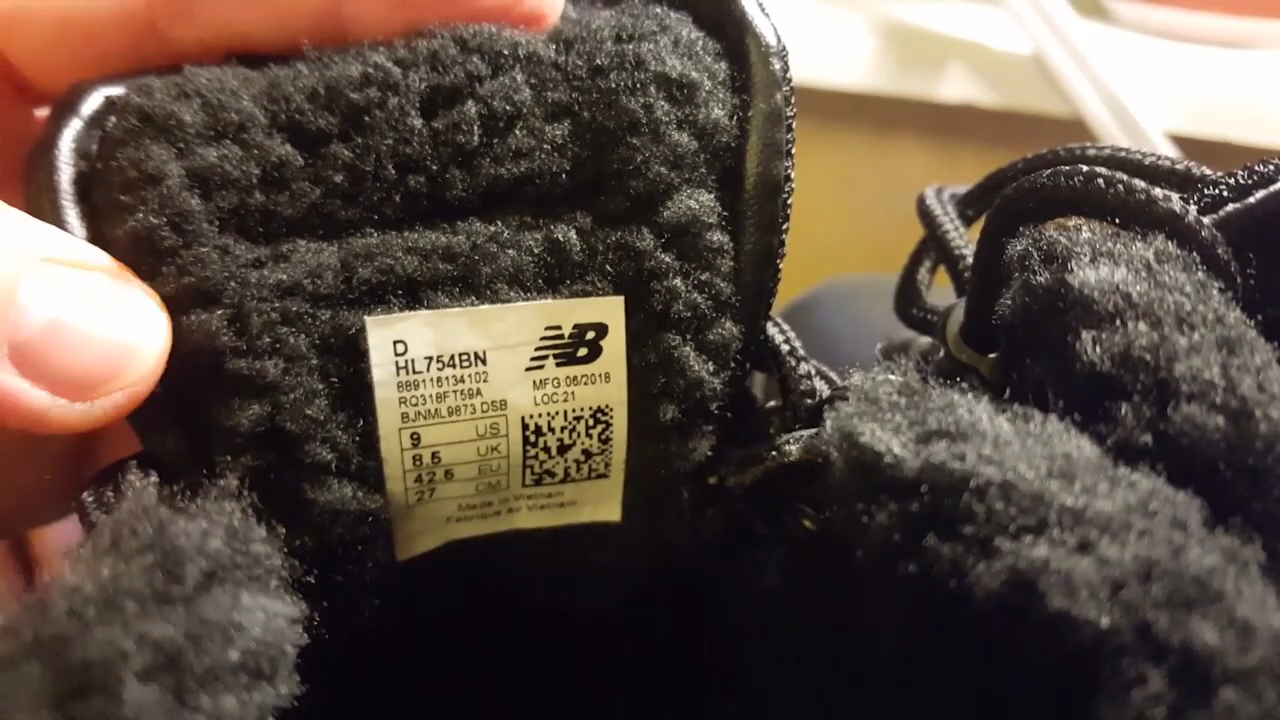 D
HL754BN
889116134102
RQ318FT59A
BJNML9873 DSB
NB
MFG:06/2018
LOC:21
9 US
8.5 UK
42.5 EU
27 CM
Made in Vietnam
Fabriqué au Vietnam